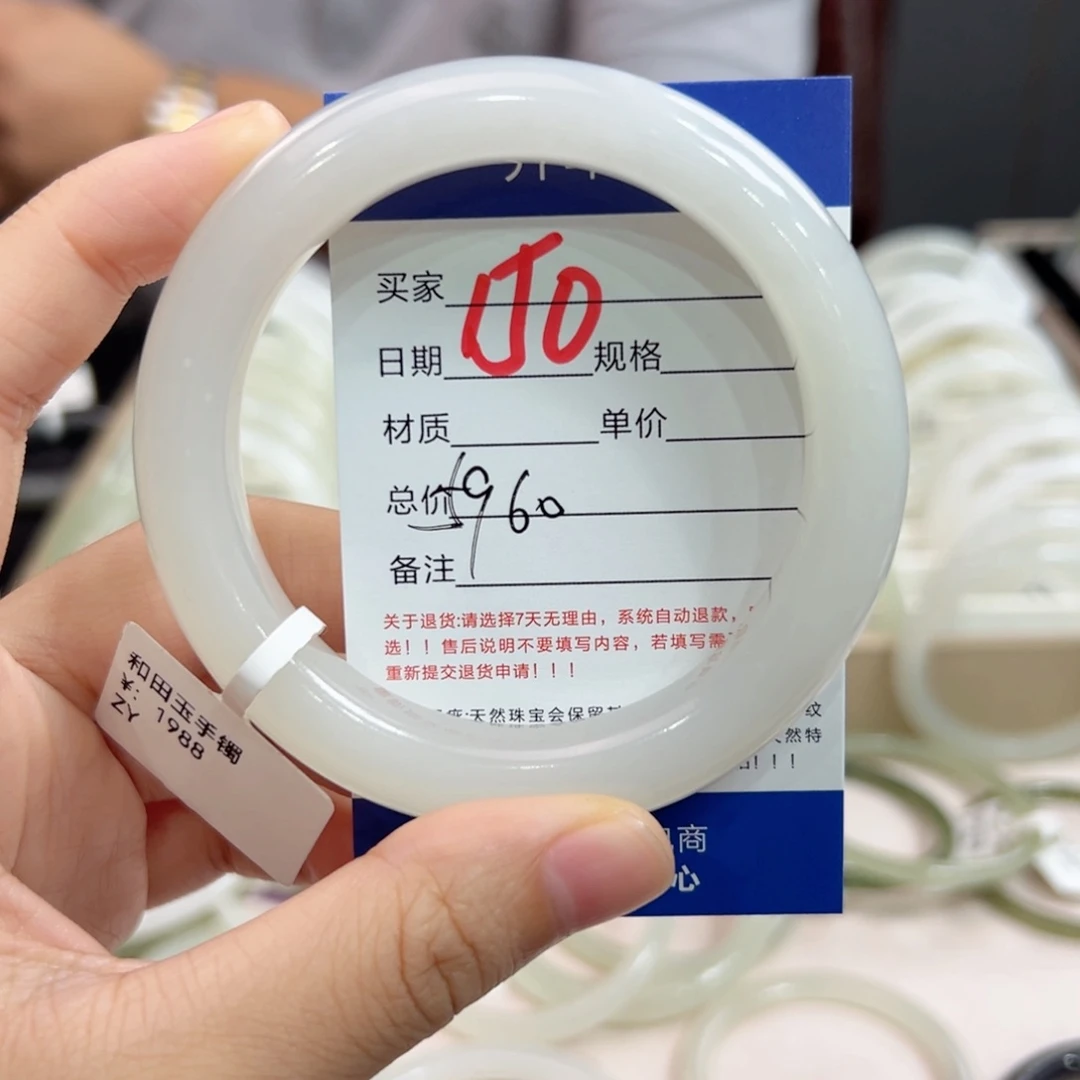 买家
日期 规格
材质 单价
总价 960
备注
关于退货:请选择7天无理由，系统自动退款，
选！！售后说明不要填写内容，若填写需
重新提交退货申请！！！
:天然珠宝会保留 纹
然特
！！！
商
心
和田玉手镯
¥: 1988
ZY